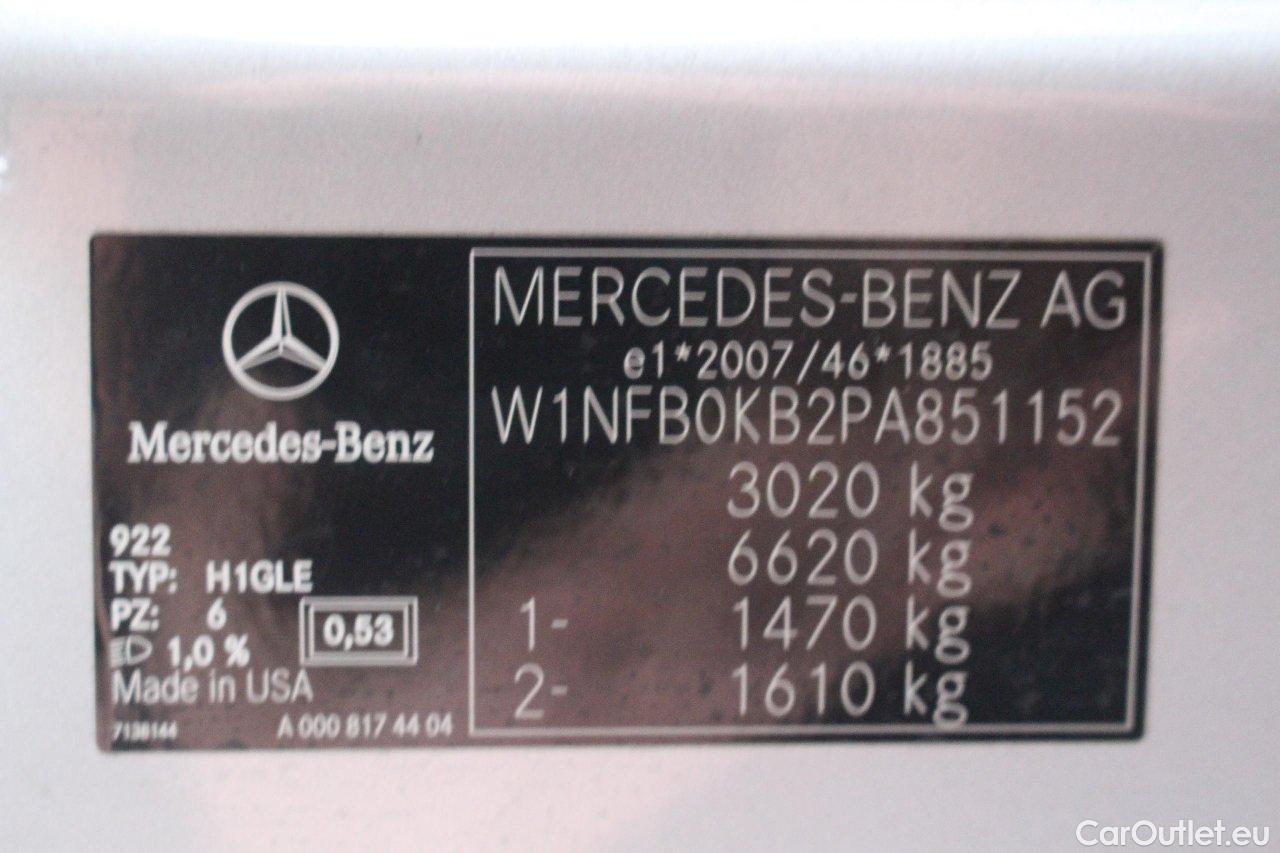 Mercedes-Benz
922
TYP: H1GLE
PZ: 6
1,0 %
0,53
Made in USA
7138144
A 000 817 44 04
MERCEDES-BENZ AG
e1*2007/46*1885
W1NFB0KB2PA851152
3020 kg
6620 kg
1- 1470 kg
2- 1610 kg
CarOutlet.eu